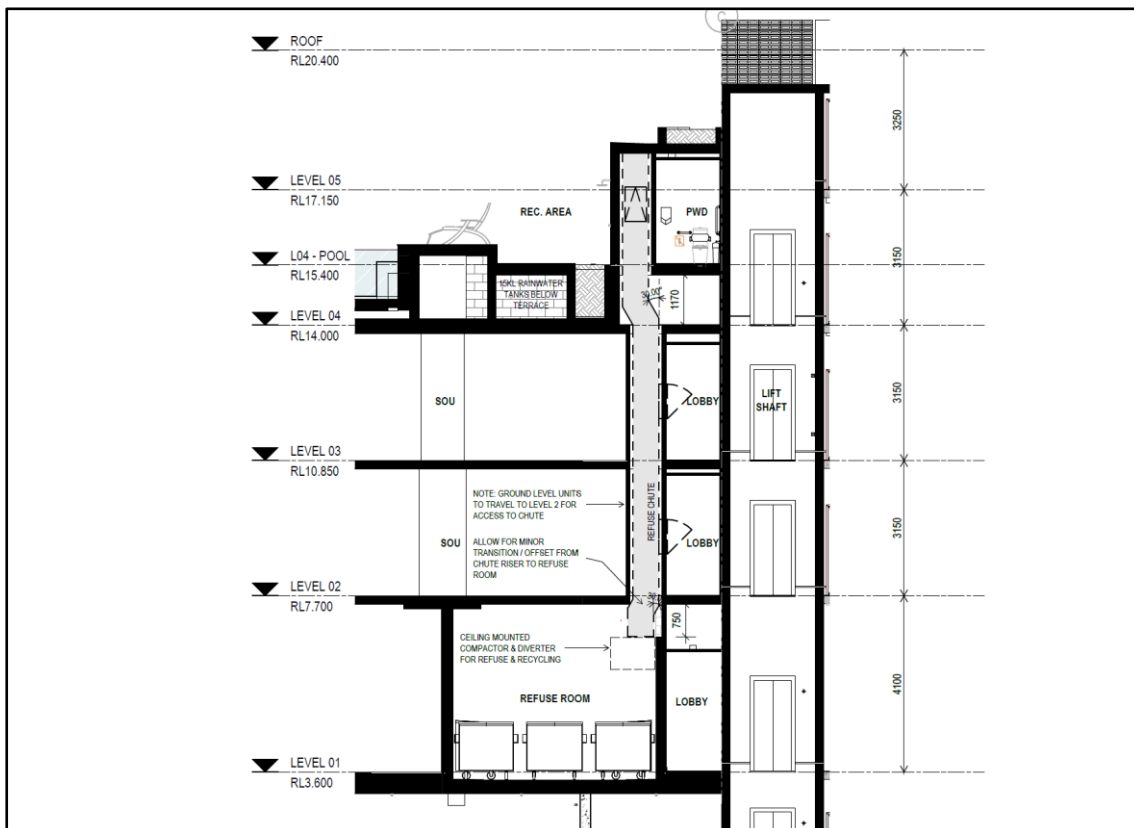 ROOF
RL20.400
LEVEL 05
RL17.150
L04 - POOL
RL15.400
LEVEL 04
RL14.000
LEVEL 03
RL10.850
LEVEL 02
RL7.700
LEVEL 01
RL3.600
C
REC. AREA
PWD
15KL RAINWATER
TANKS BELOW
TERRACE
1170
SOU
LOBBY
LIFT
SHAFT
NOTE: GROUND LEVEL UNITS
TO TRAVEL TO LEVEL 2 FOR
ACCESS TO CHUTE
SOU
ALLOW FOR MINOR
TRANSITION / OFFSET FROM
CHUTE RISER TO REFUSE
ROOM
REFUSE CHUTE
LOBBY
750
CEILING MOUNTED
COMPACTOR & DIVERTER
FOR REFUSE & RECYCLING
REFUSE ROOM
LOBBY
3250
3150
3150
3150
4100